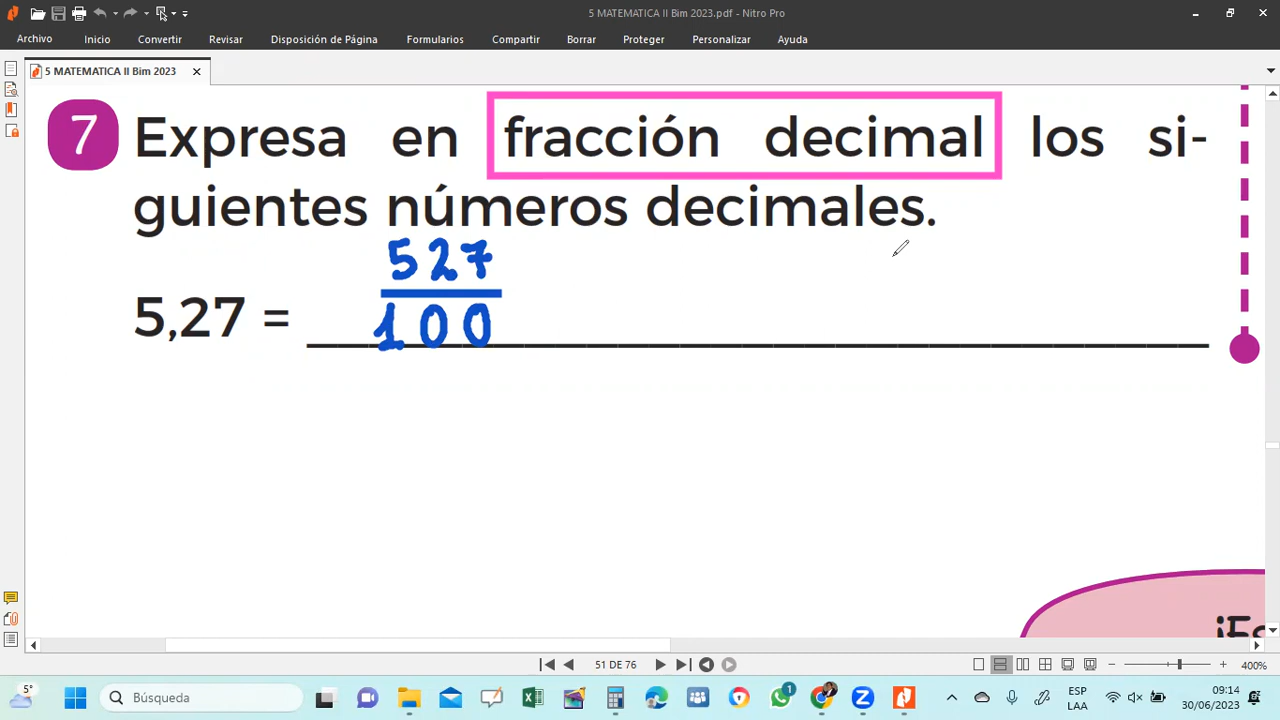 5 MATEMATICA II Bim 2023.pdf - Nitro Pro
Archivo Inicio Convertir Revisar Disposición de Página Formularios Compartir Borrar Proteger Personalizar Ayuda
5 MATEMATICA II Bim 2023
7 Expresa en fracción decimal los si-
guientes números decimales.
527
5,27 =
100
51 DE 76
400%
5°
Búsqueda
1
ESP
LAA
09:14
30/06/2023